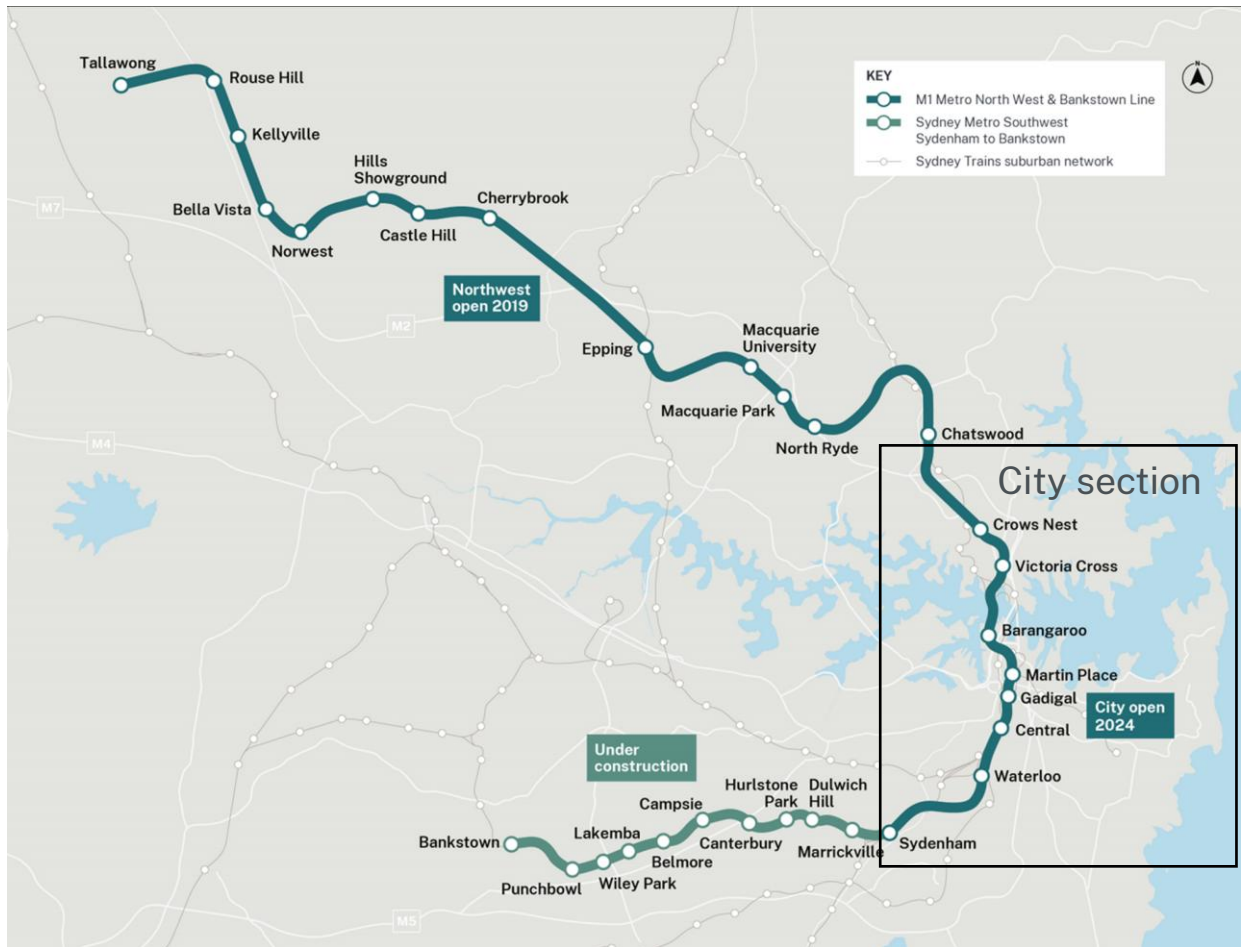 Tallawong
Rouse Hill
Kellyville
Bella Vista
Norwest
Hills
Showground
Castle Hill
Cherrybrook
KEY
M1 Metro North West & Bankstown Line
Sydney Metro Southwest
Sydenham to Bankstown
Sydney Trains suburban network
N
M7
Northwest
open 2019
M2
Epping
Macquarie
University
Macquarie Park
North Ryde
Chatswood
M4
City section
Crows Nest
Victoria Cross
Barangaroo
Martin Place
Gadigal
City open
2024
Central
Waterloo
Sydenham
Under
construction
Marrickville
Dulwich
Hill
Hurlstone
Park
Canterbury
Campsie
Belmore
Lakemba
Wiley Park
Punchbowl
Bankstown
M5